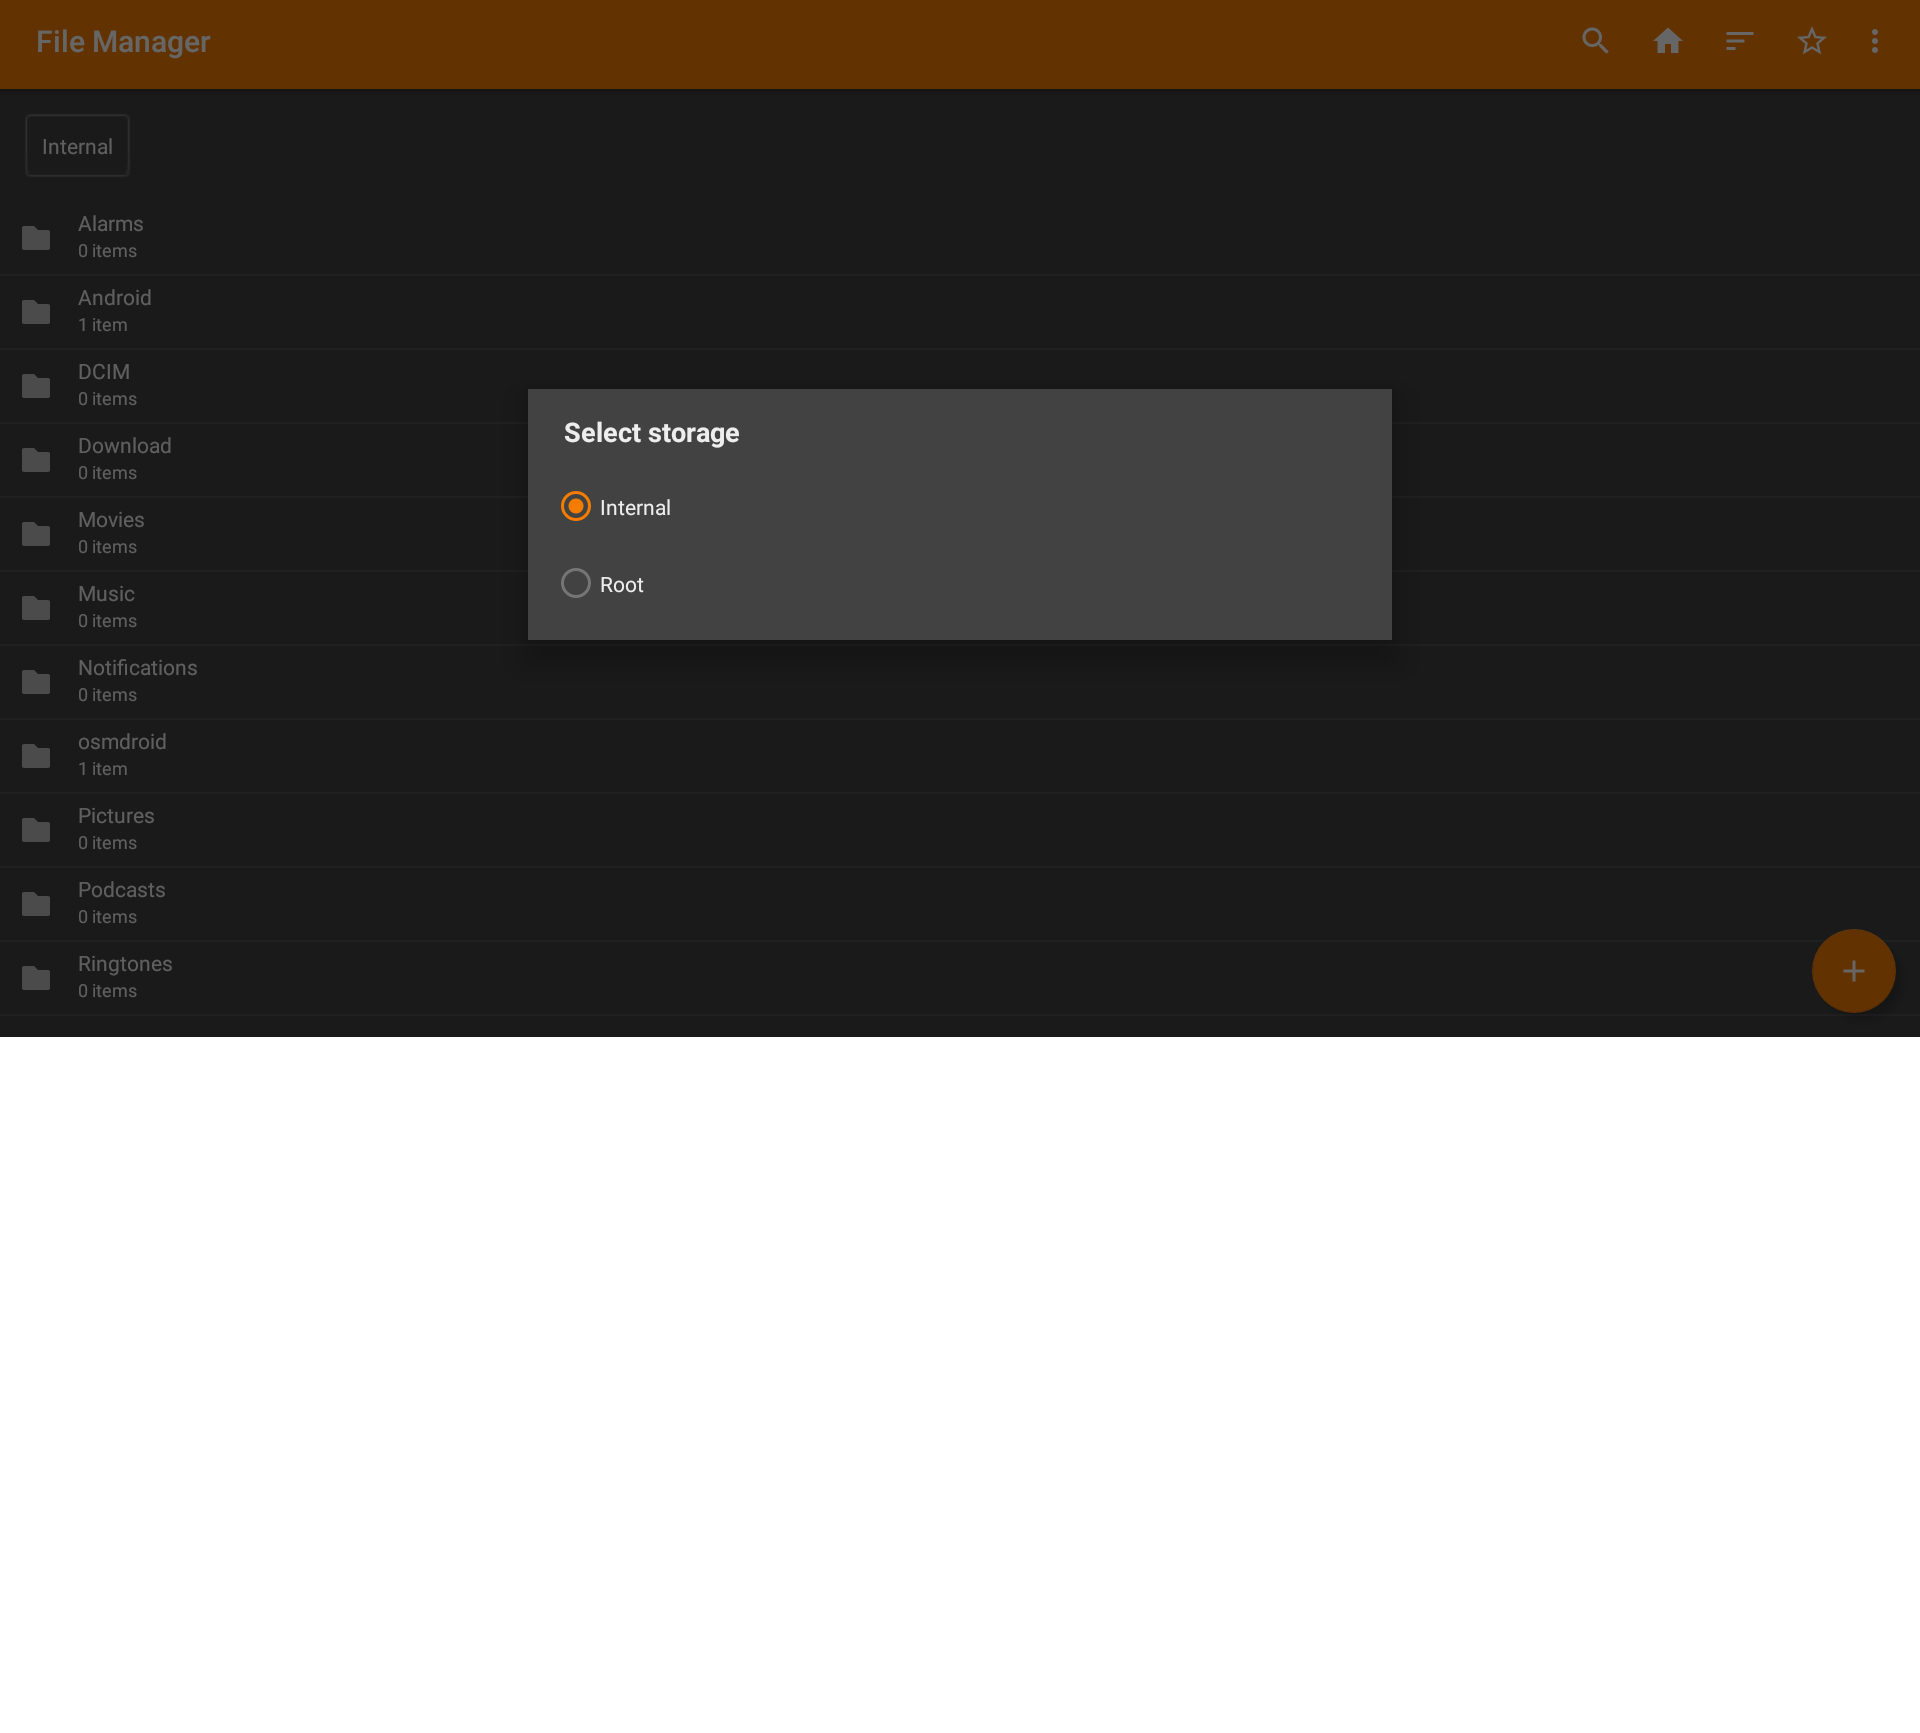 File Manager
Internal
Alarms
0 items
Android
1 item
DCIM
0 items
Download
0 items
Movies
0 items
Music
0 items
Notifications
0 items
osmdroid
1 item
Pictures
0 items
Podcasts
0 items
Ringtones
0 items
Select storage
Internal
Root